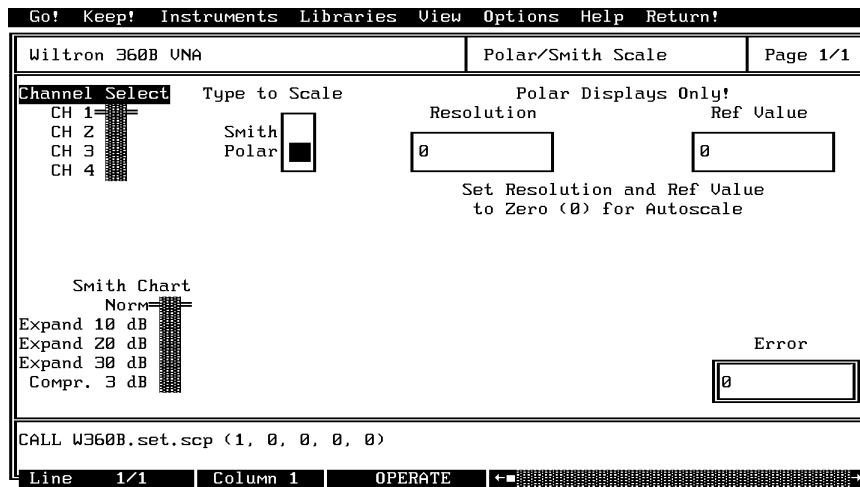 Go! Keep! Instruments Libraries View Options Help Return!
Wiltron 360B VNA
Polar/Smith Scale
Page 1/1
Channel Select
CH 1
CH 2
CH 3
CH 4
Type to Scale
Smith
Polar
Polar Displays Only!
Resolution
Ref Value
0
0
Set Resolution and Ref Value
to Zero (0) for Autoscale
Smith Chart
Norm
Expand 10 dB
Expand 20 dB
Expand 30 dB
Compr. 3 dB
Error
0
CALL W360B.set.scp (1, 0, 0, 0, 0)
Line 1/1 Column 1 OPERATE